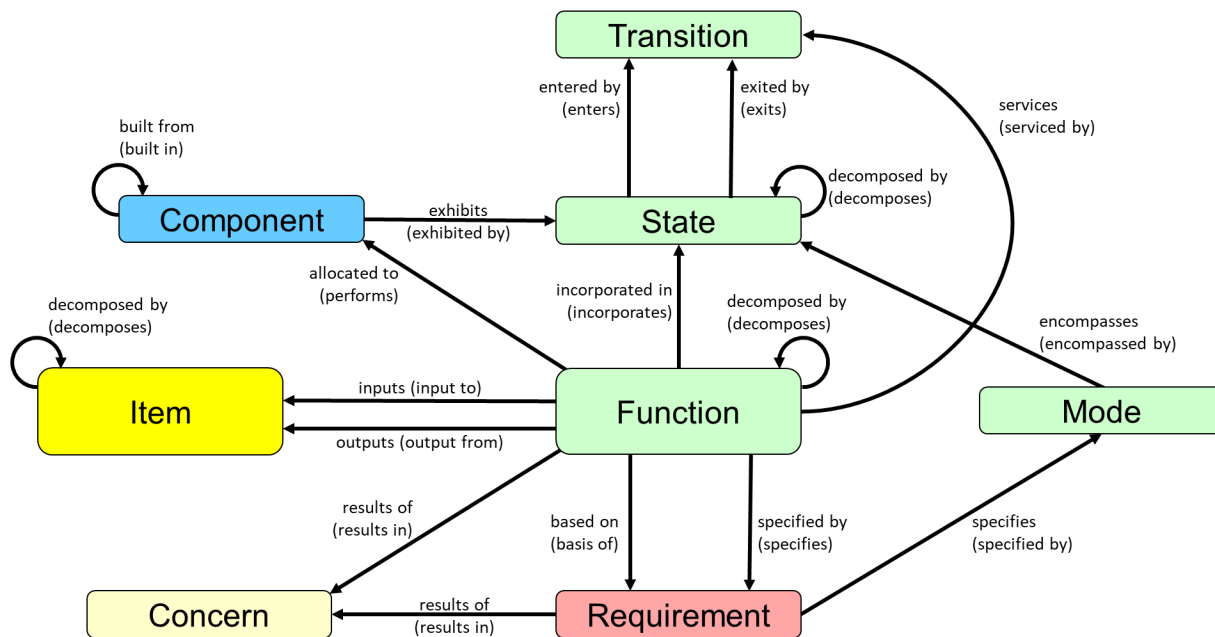 Transition
entered by
(enters)
exited by
(exits)
services
(serviced by)
built from
(built in)
decomposed by
(decomposes)
Component
exhibits
(exhibited by)
State
allocated to
(performs)
incorporated in
(incorporates)
decomposed by
(decomposes)
decomposed by
(decomposes)
encompasses
(encompassed by)
Item
inputs (input to)
outputs (output from)
Function
Mode
results of
(results in)
based on
(basis of)
specified by
(specifies)
specifies
(specified by)
Concern
results of
(results in)
Requirement